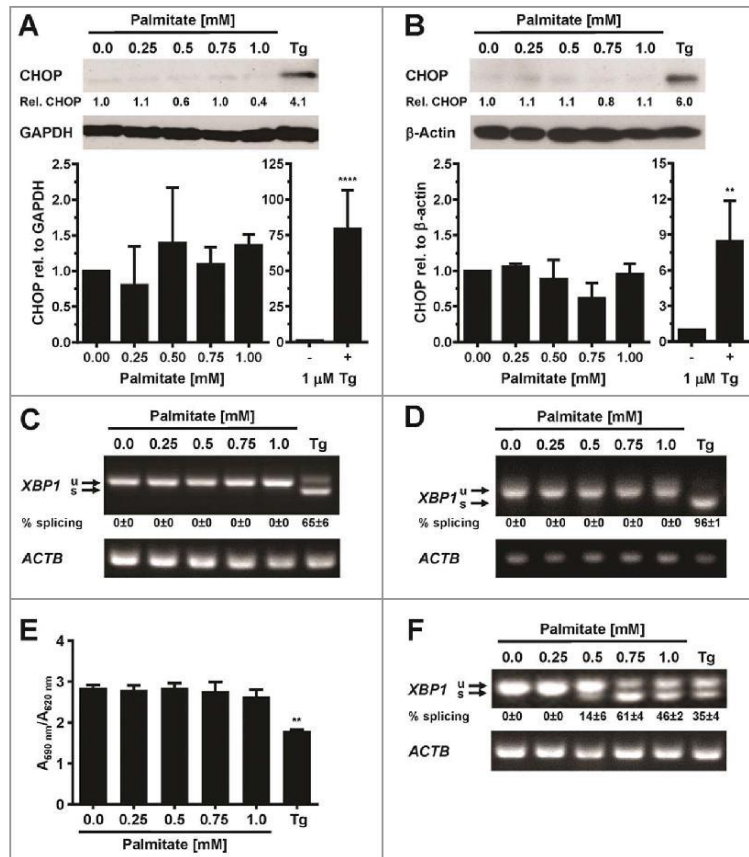 A
Palmitate [mM]
0.0 0.25 0.5 0.75 1.0 Tg
CHOP
Rel. CHOP 1.0 1.1 0.6 1.0 0.4 4.1
GAPDH
CHOP rel. to GAPDH
2.5
2.0
1.5
1.0
0.5
0.0
0.00 0.25 0.50 0.75 1.00
Palmitate [mM]
100
75
50
25
0
****
- +
1 µM Tg
B
Palmitate [mM]
0.0 0.25 0.5 0.75 1.0 Tg
CHOP
Rel. CHOP 1.0 1.1 1.1 0.8 1.1 6.0
β-Actin
CHOP rel. to β-actin
2.5
2.0
1.5
1.0
0.5
0.0
0.00 0.25 0.50 0.75 1.00
Palmitate [mM]
15
12
9
6
3
0
**
- +
1 µM Tg
C
Palmitate [mM]
0.0 0.25 0.5 0.75 1.0 Tg
XBP1 u
s
% splicing 0±0 0±0 0±0 0±0 0±0 65±6
ACTB
D
Palmitate [mM]
0.0 0.25 0.5 0.75 1.0 Tg
XBP1 u
s
% splicing 0±0 0±0 0±0 0±0 0±0 96±1
ACTB
E
A690 nm/A620 nm
4
3
2
1
0
**
0.0 0.25 0.5 0.75 1.0 Tg
Palmitate [mM]
F
Palmitate [mM]
0.0 0.25 0.5 0.75 1.0 Tg
XBP1 u
s
% splicing 0±0 0±0 14±6 61±4 46±2 35±4
ACTB